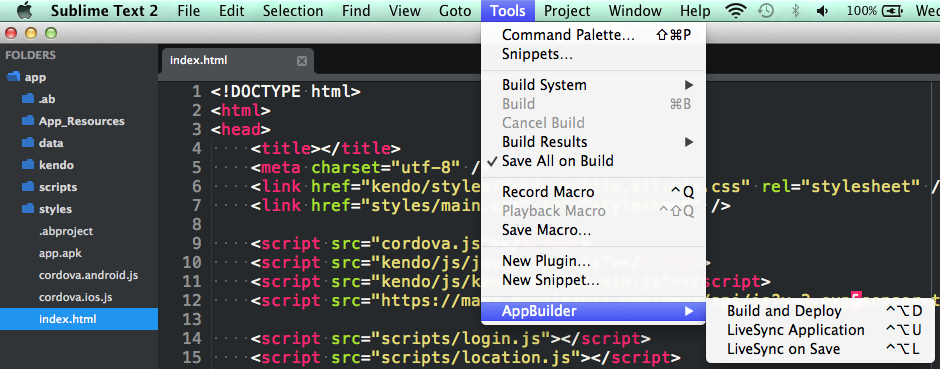 Sublime Text 2 File Edit Selection Find View Goto Tools Project Window Help 100% Wed
FOLDERS
app
.ab
App_Resources
data
kendo
scripts
styles
.abproject
app.apk
cordova.android.js
cordova.ios.js
index.html
index.html
1 <!DOCTYPE html>
2 <html>
3 <head>
4 <title></title>
5 <meta charset="utf-8" /
6 <link href="kendo/style css" rel="stylesheet" /
7 <link href="styles/main />
8
9 <script src="cordova.js
10 <script src="kendo/js/j
11 <script src="kendo/js/k ></script>
12 <script src="https://ma
13
14 <script src="scripts/login.js"></script>
15 <script src="scripts/location.js"></script>
Command Palette... ⇧⌘P
Snippets...
Build System ▶
Build ⌘B
Cancel Build
Build Results ▶
✓ Save All on Build
Record Macro ^Q
Playback Macro ^⇧Q
Save Macro...
New Plugin...
New Snippet...
AppBuilder ▶
Build and Deploy ^⌥D
LiveSync Application ^⌥U
LiveSync on Save ^⌥L